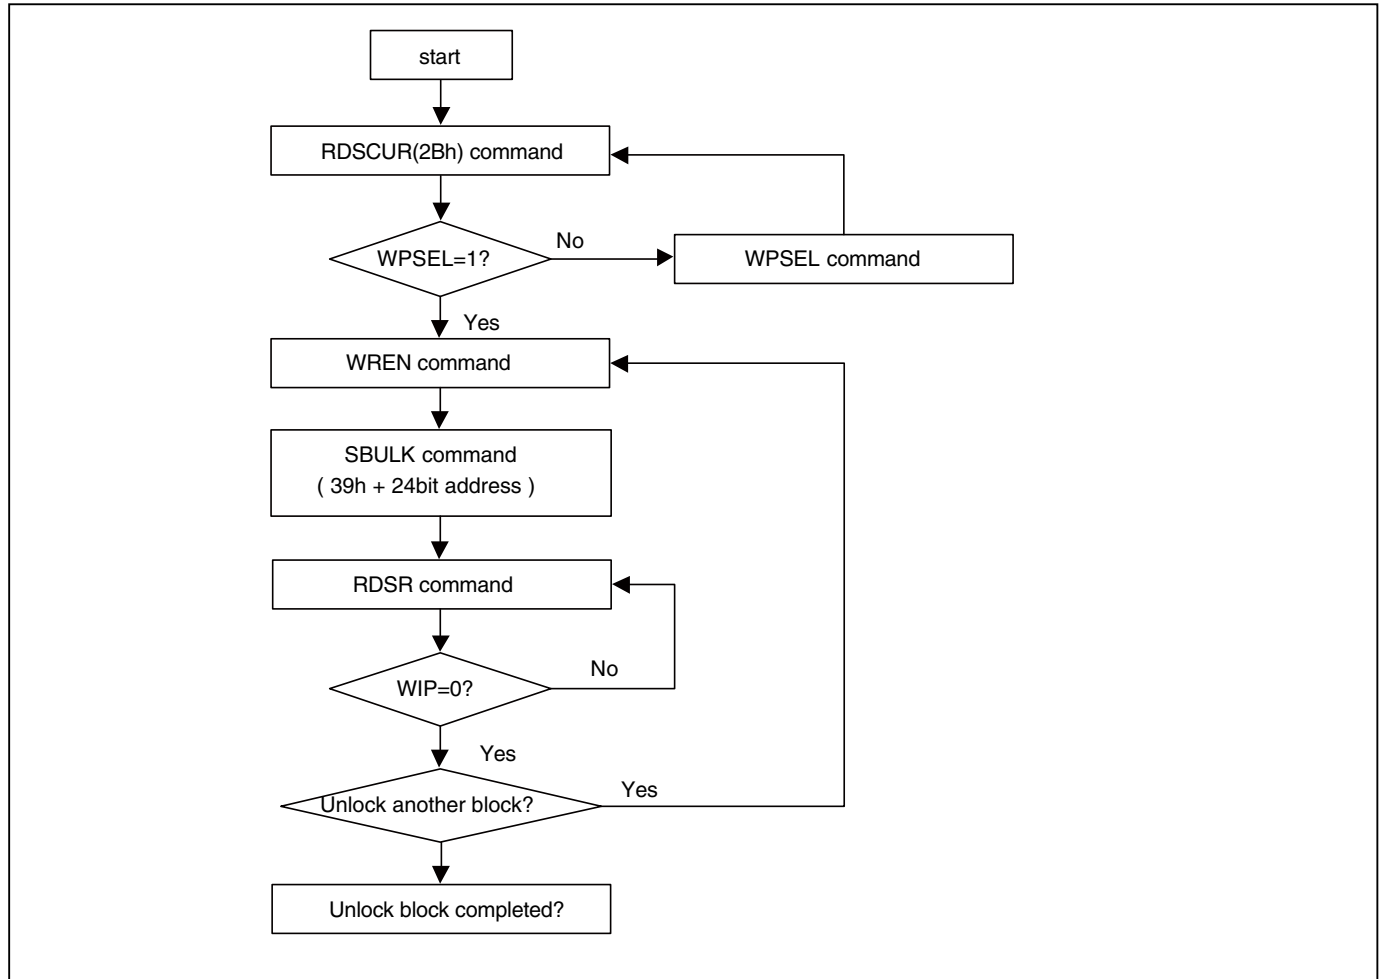 start
RDSCUR(2Bh) command
WPSEL=1?
No
WPSEL command
Yes
WREN command
SBULK command
( 39h + 24bit address )
RDSR command
WIP=0?
No
Yes
Unlock another block?
Yes
Unlock block completed?